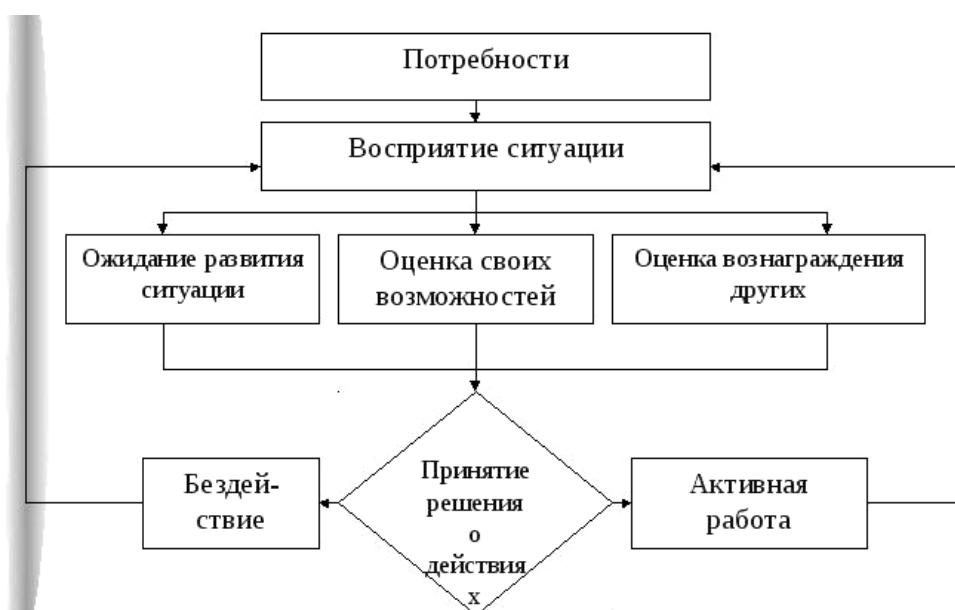 Потребности
Восприятие ситуации
Ожидание развития
ситуации
Оценка своих
возможностей
Оценка вознаграждения
других
Бездей-
ствие
Принятие
решения
о
действия
х
Активная
работа